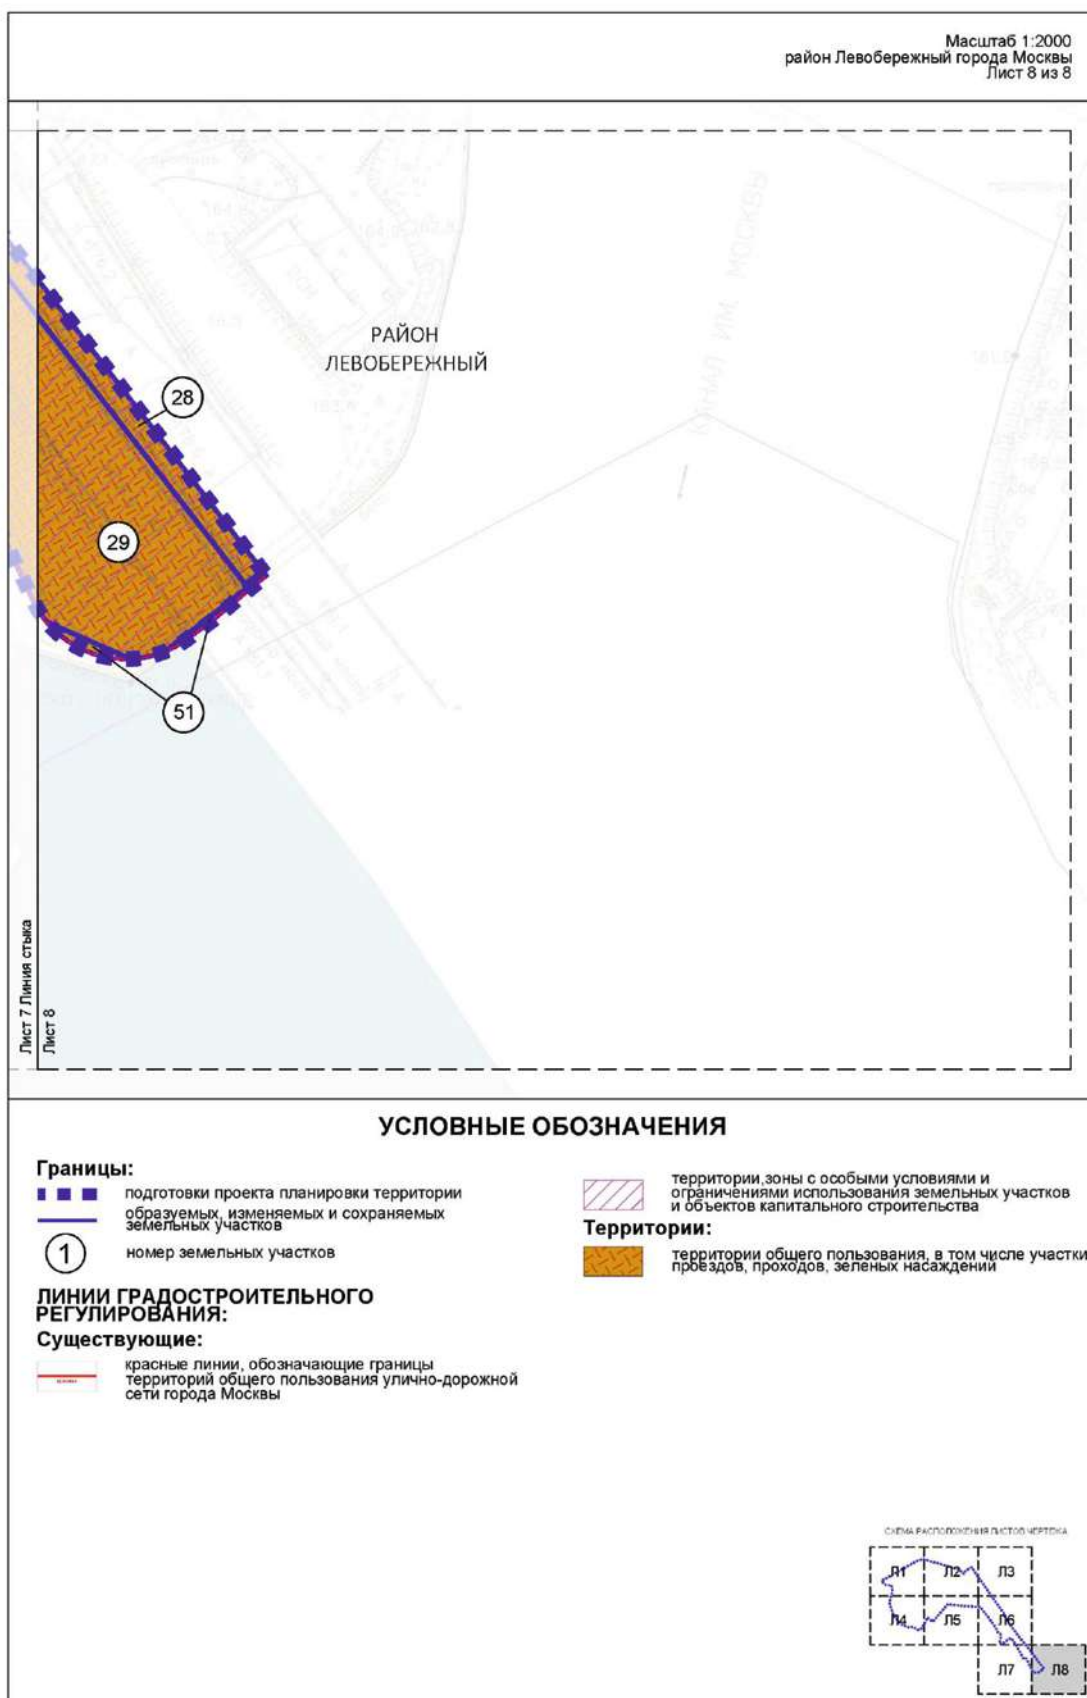 Масштаб 1:2000
район Левобережный города Москвы
Лист 8 из 8
РАЙОН
ЛЕВОБЕРЕЖНЫЙ
КАНАЛ ИМ. МОСКВЫ
28
29
51
Лист 7 Линия стыка
Лист 8
УСЛОВНЫЕ ОБОЗНАЧЕНИЯ
Границы:
подготовки проекта планировки территории
образуемых, изменяемых и сохраняемых
земельных участков
1
номер земельных участков
ЛИНИИ ГРАДОСТРОИТЕЛЬНОГО
РЕГУЛИРОВАНИЯ:
Существующие:
красные линии, обозначающие границы
территорий общего пользования улично-дорожной
сети города Москвы
территории,зоны с особыми условиями и
ограничениями использования земельных участков
и объектов капитального строительства
Территории:
территории общего пользования, в том числе участки
проездов, проходов, зеленых насаждений
СХЕМА РАСПОЛОЖЕНИЯ ЛИСТОВ ЧЕРТЕЖА
Л1 Л2 Л3
Л4 Л5 Л6
Л7 Л8